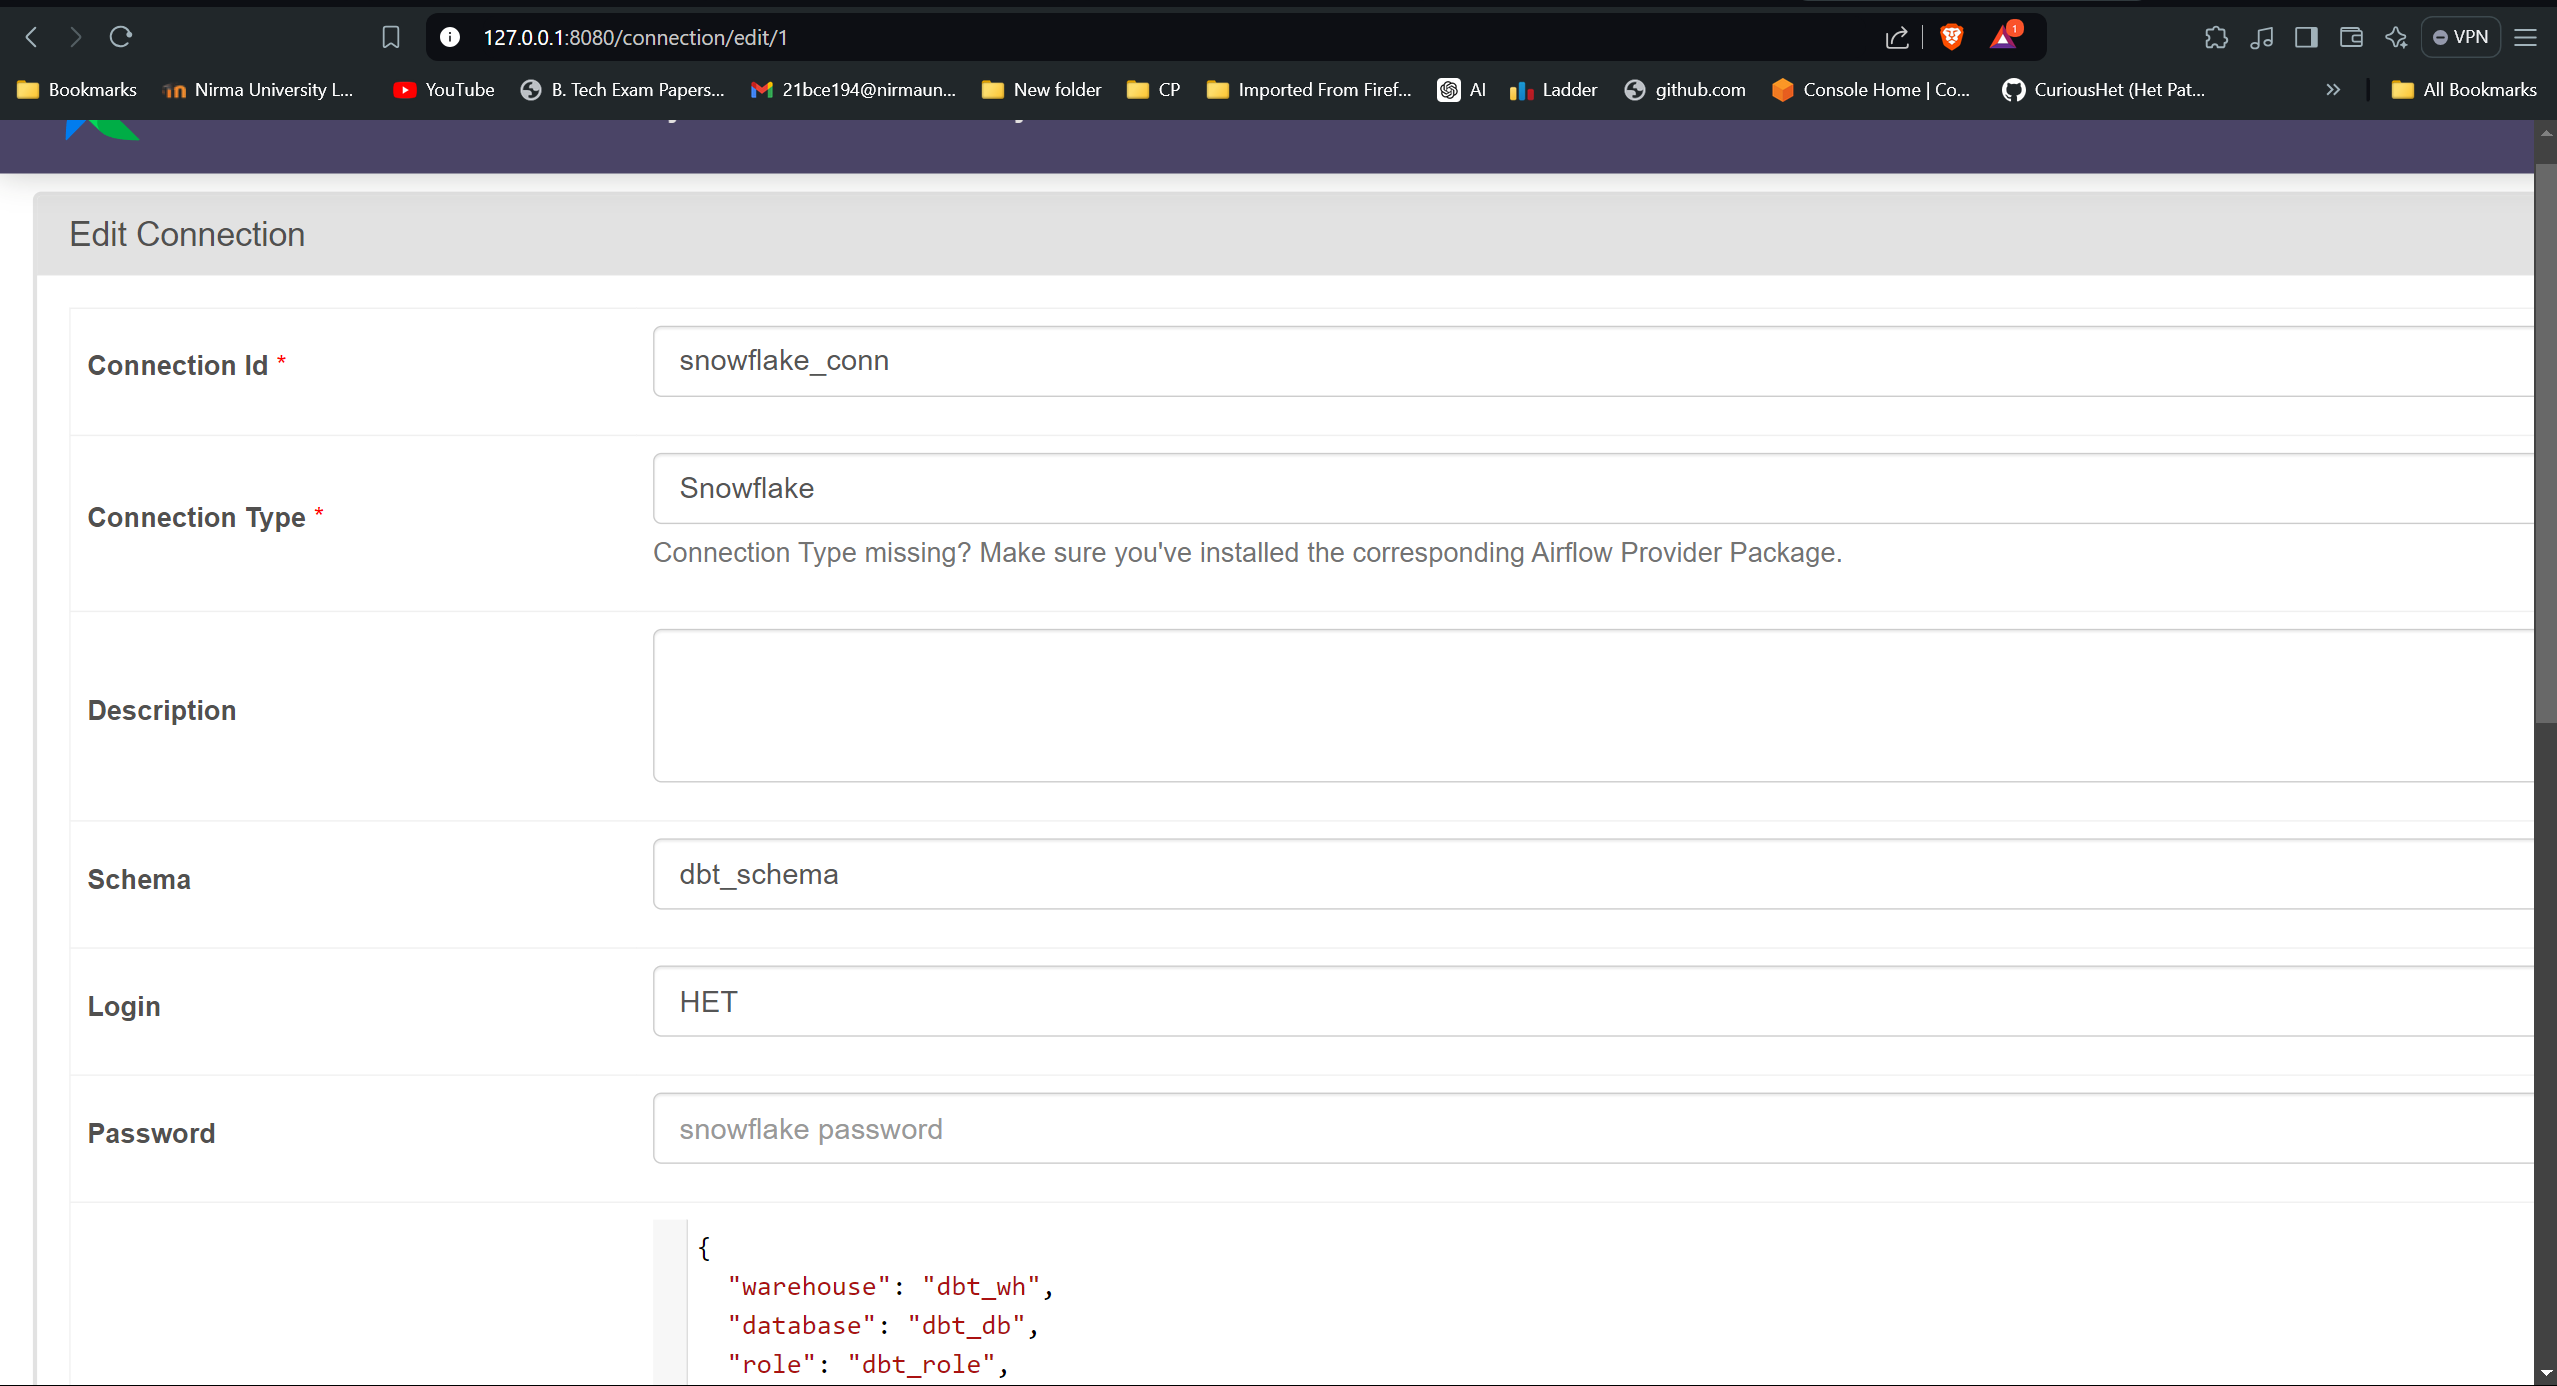 127.0.0.1:8080/connection/edit/1
1
VPN
Bookmarks
Nirma University L...
YouTube
B. Tech Exam Papers...
21bce194@nirmaun...
New folder
CP
Imported From Firef...
AI
Ladder
github.com
Console Home | Co...
CuriousHet (Het Pat...
All Bookmarks
Edit Connection
Connection Id *
snowflake_conn
Connection Type *
Snowflake
Connection Type missing? Make sure you've installed the corresponding Airflow Provider Package.
Description
Schema
dbt_schema
Login
HET
Password
snowflake password
{
"warehouse": "dbt_wh",
"database": "dbt_db",
"role": "dbt_role",